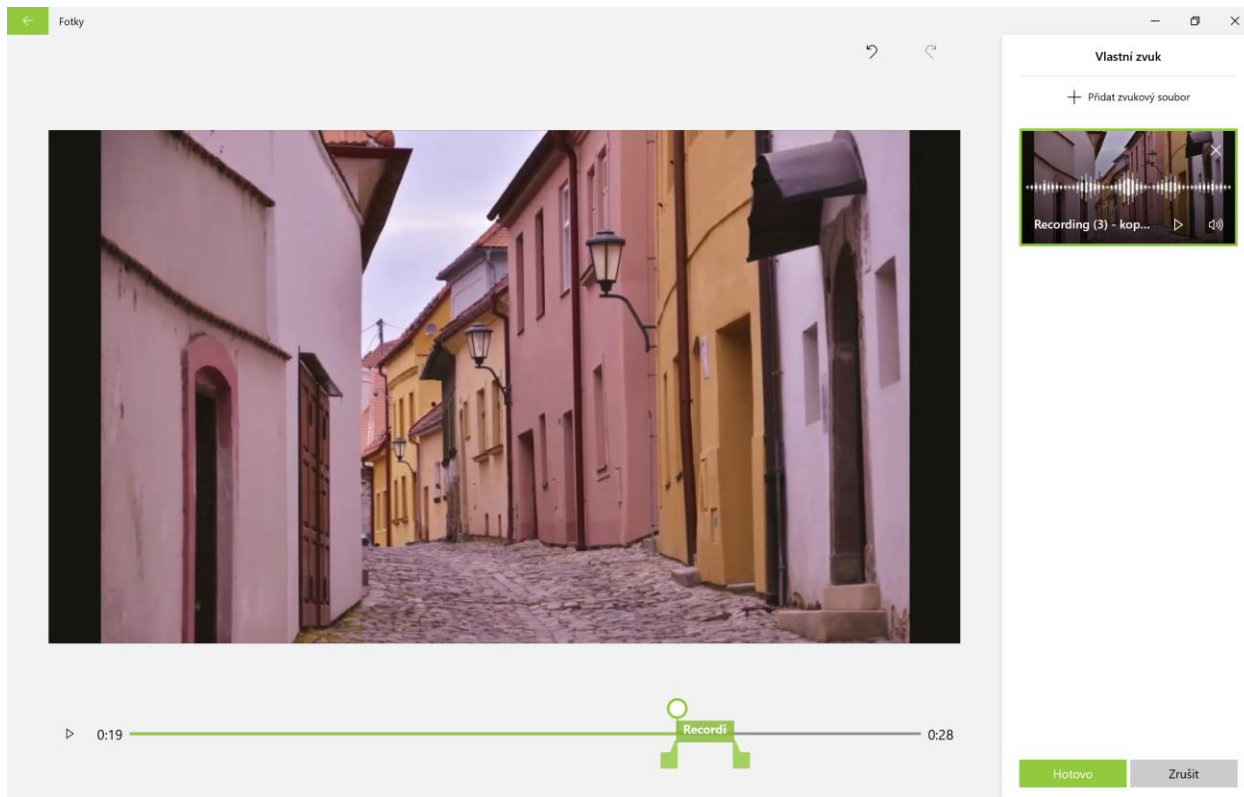 Fotky
Vlastní zvuk
Přidat zvukový soubor
Recording (3) - kop...
0:19
Recordi
0:28
Hotovo
Zrušit